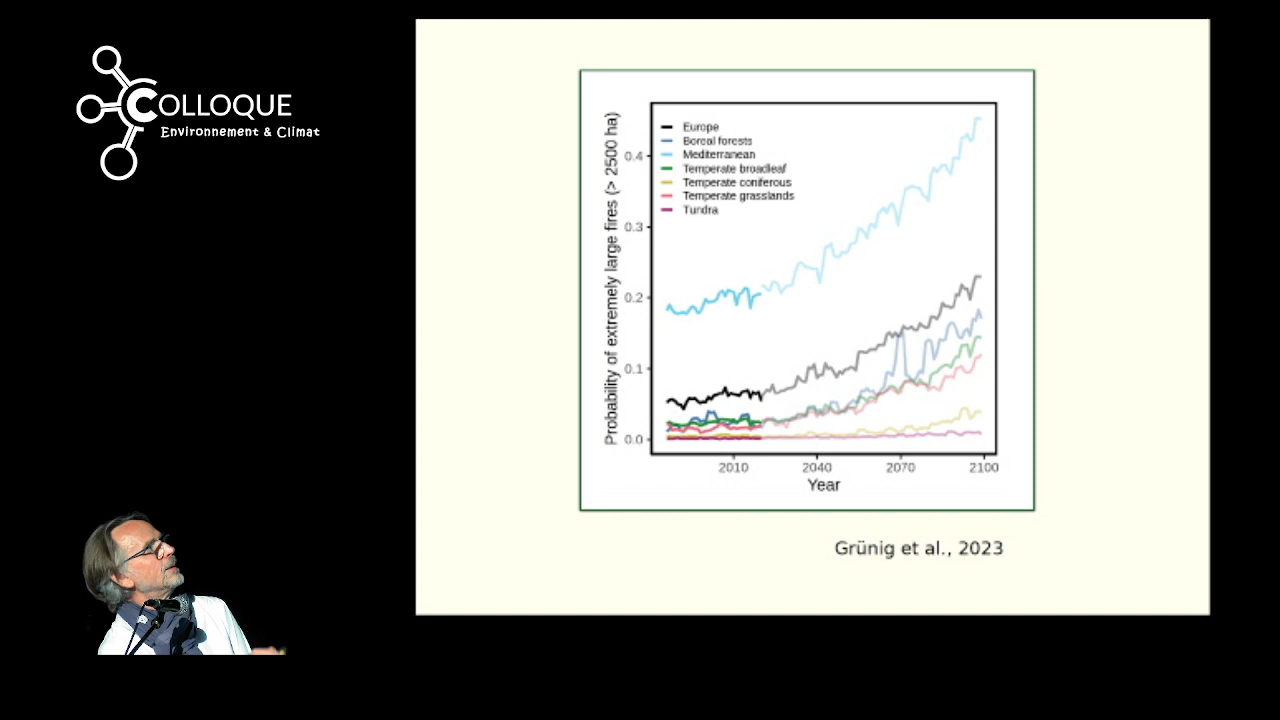 COLLOQUE
Environnement & Climat
Probability of extremely large fires (> 2500 ha)
Europe
Boreal forests
Mediterranean
Temperate broadleaf
Temperate coniferous
Temperate grasslands
Tundra
0.4
0.3
0.2
0.1
0.0
2010 2040 2070 2100
Year
Grünig et al., 2023